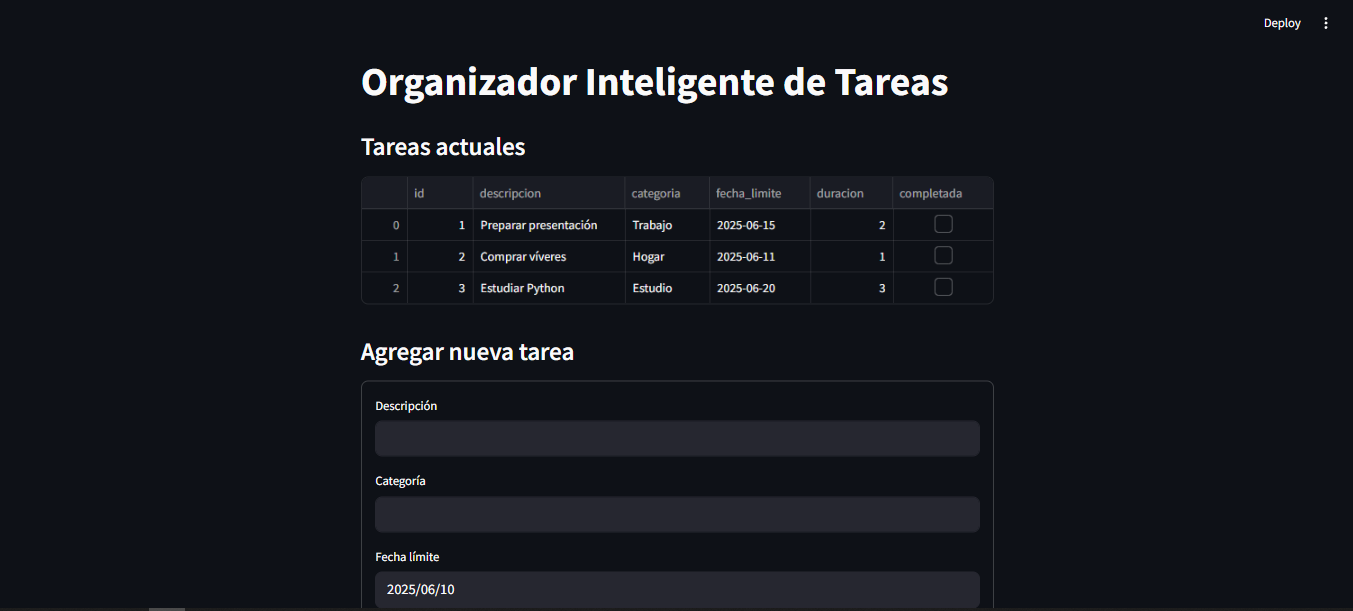 Deploy
Organizador Inteligente de Tareas
Tareas actuales
id descripcion categoria fecha_limite duracion completada
0 1 Preparar presentación Trabajo 2025-06-15 2
1 2 Comprar víveres Hogar 2025-06-11 1
2 3 Estudiar Python Estudio 2025-06-20 3
Agregar nueva tarea
Descripción
Categoría
Fecha límite
2025/06/10